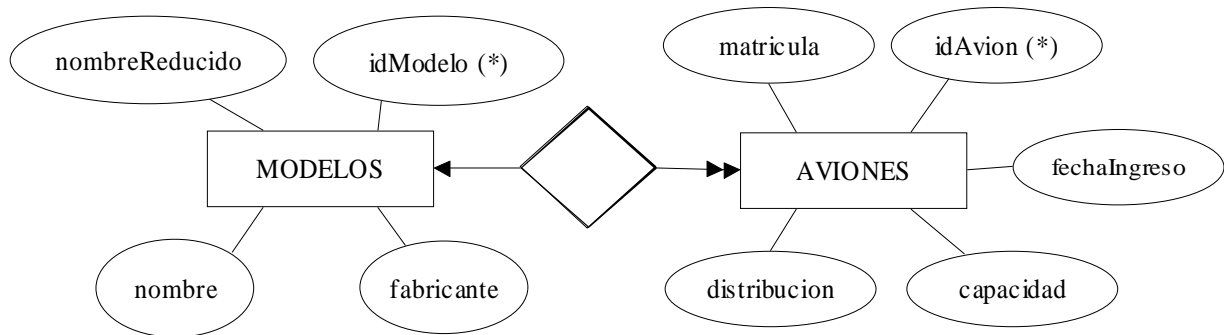 nombreReducido
idModelo (*)
matricula
idAvion (*)
MODELOS
AVIONES
fechaIngreso
nombre
fabricante
distribucion
capacidad